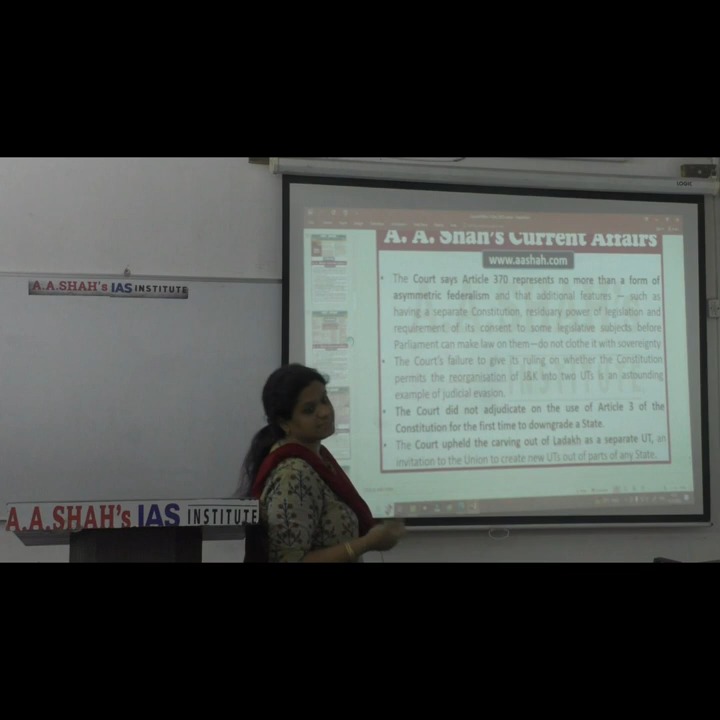 LOGIC
A. A. Shah's Current Affairs
www.aashah.com
• The Court says Article 370 represents no more than a form of
asymmetric federalism and that additional features — such as
having a separate Constitution, residuary power of legislation and
requirement of its consent to some legislative subjects before
Parliament can make law on them—do not clothe it with sovereignty
• The Court's failure to give its ruling on whether the Constitution
permits the reorganisation of J&K into two UTs is an astounding
example of judicial evasion.
• The Court did not adjudicate on the use of Article 3 of the
Constitution for the first time to downgrade a State.
• The Court upheld the carving out of Ladakh as a separate UT, an
invitation to the Union to create new UTs out of parts of any State.
A.A.SHAH's IAS INSTITUTE
A.A.SHAH's IAS INSTITUTE